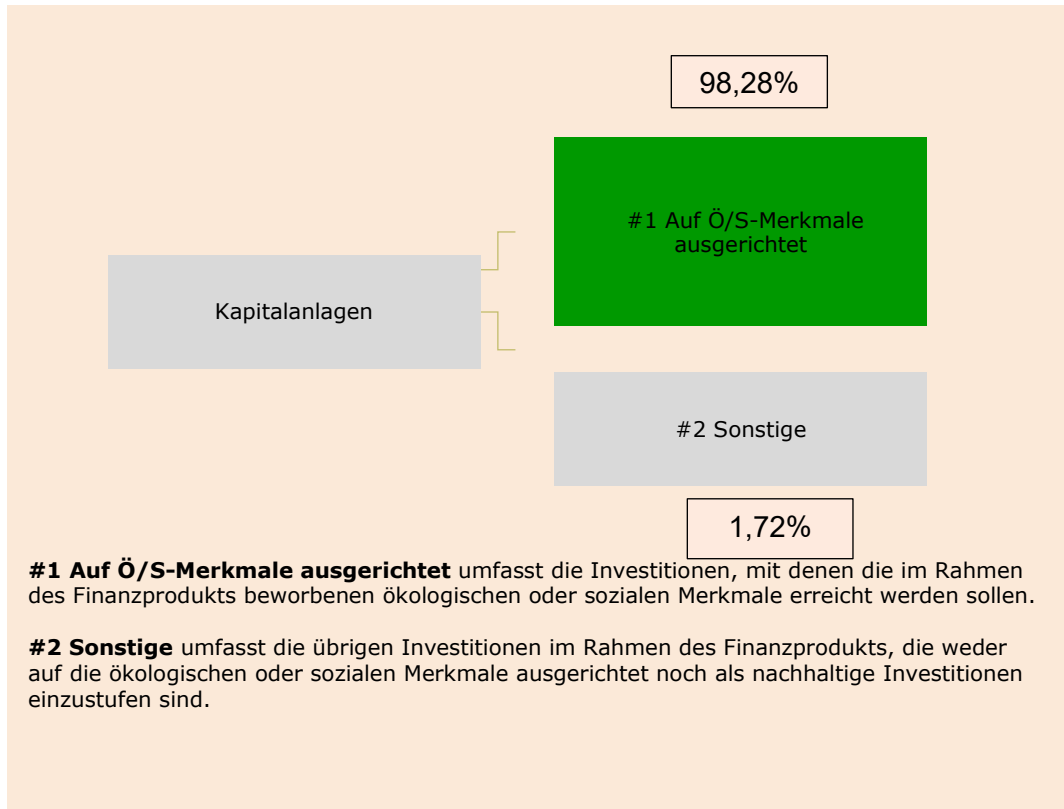 98,28%
#1 Auf Ö/S-Merkmale
ausgerichtet
Kapitalanlagen
#2 Sonstige
1,72%
#1 Auf Ö/S-Merkmale ausgerichtet umfasst die Investitionen, mit denen die im Rahmen
des Finanzprodukts beworbenen ökologischen oder sozialen Merkmale erreicht werden sollen.
#2 Sonstige umfasst die übrigen Investitionen im Rahmen des Finanzprodukts, die weder
auf die ökologischen oder sozialen Merkmale ausgerichtet noch als nachhaltige Investitionen
einzustufen sind.